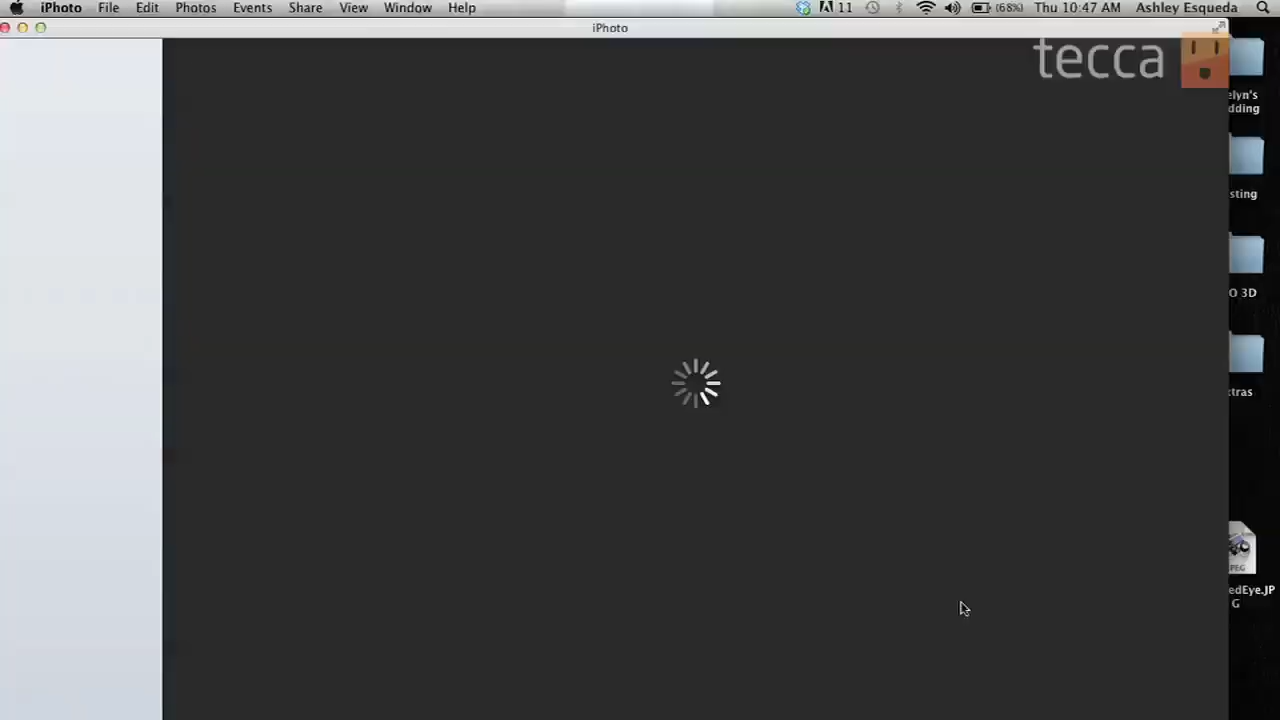 iPhoto File Edit Photos Events Share View Window Help 11 (68%) Thu 10:47 AM Ashley Esqueda
iPhoto
tecca
elyn's
dding
sting
O 3D
tras
PEG
edEye.JP
G